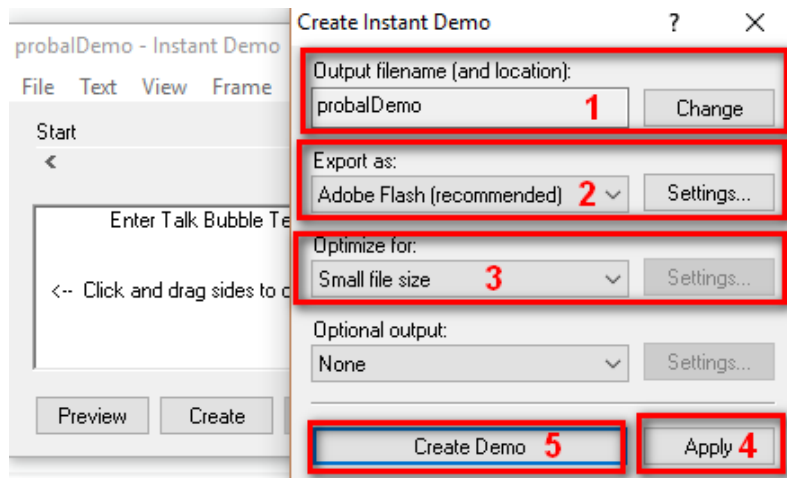 probalDemo - Instant Demo
File Text View Frame
Start
<
Enter Talk Bubble Te
<-- Click and drag sides to c
Preview Create
Create Instant Demo ? ×
Output filename (and location):
probalDemo 1 Change
Export as:
Adobe Flash (recommended) 2 Settings...
Optimize for:
Small file size 3 Settings...
Optional output:
None Settings...
Create Demo 5 Apply 4